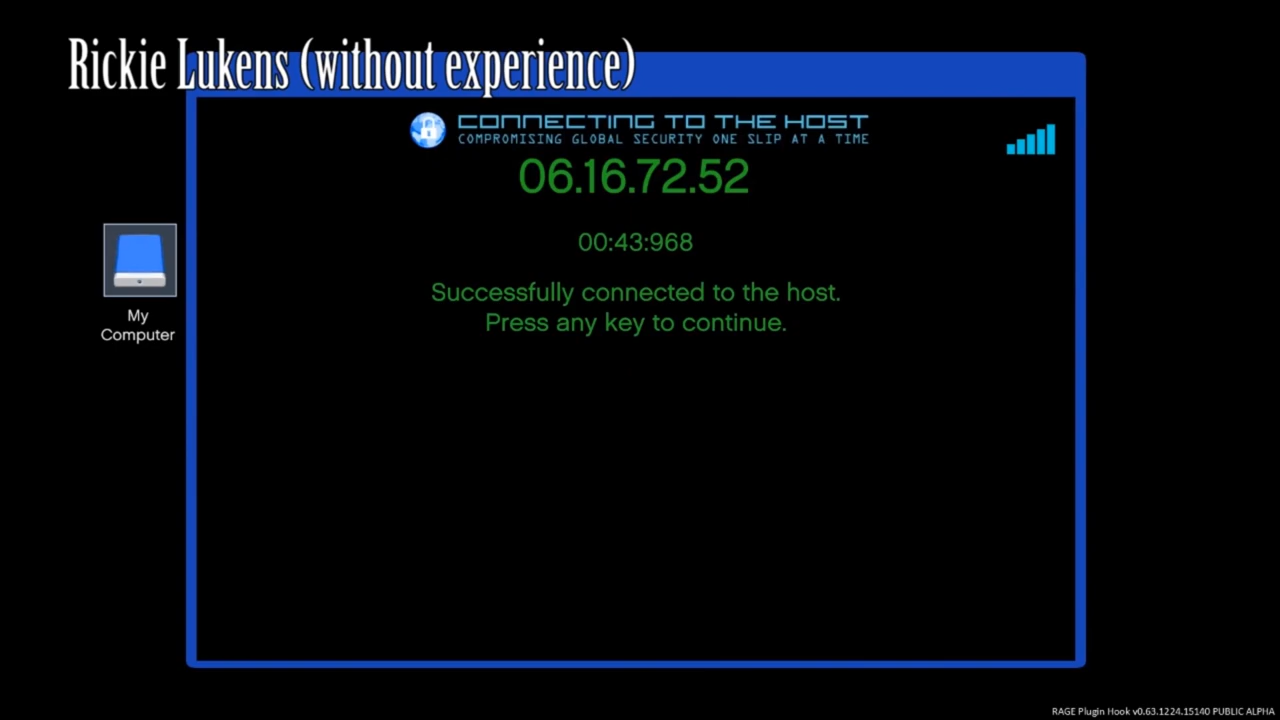 Rickie Lukens (without experience)
CONNECTING TO THE HOST
COMPROMISING GLOBAL SECURITY ONE SLIP AT A TIME
06.16.72.52
00:43:968
Successfully connected to the host.
Press any key to continue.
My
Computer
RAGE Plugin Hook v0.63.1224.15140 PUBLIC ALPHA